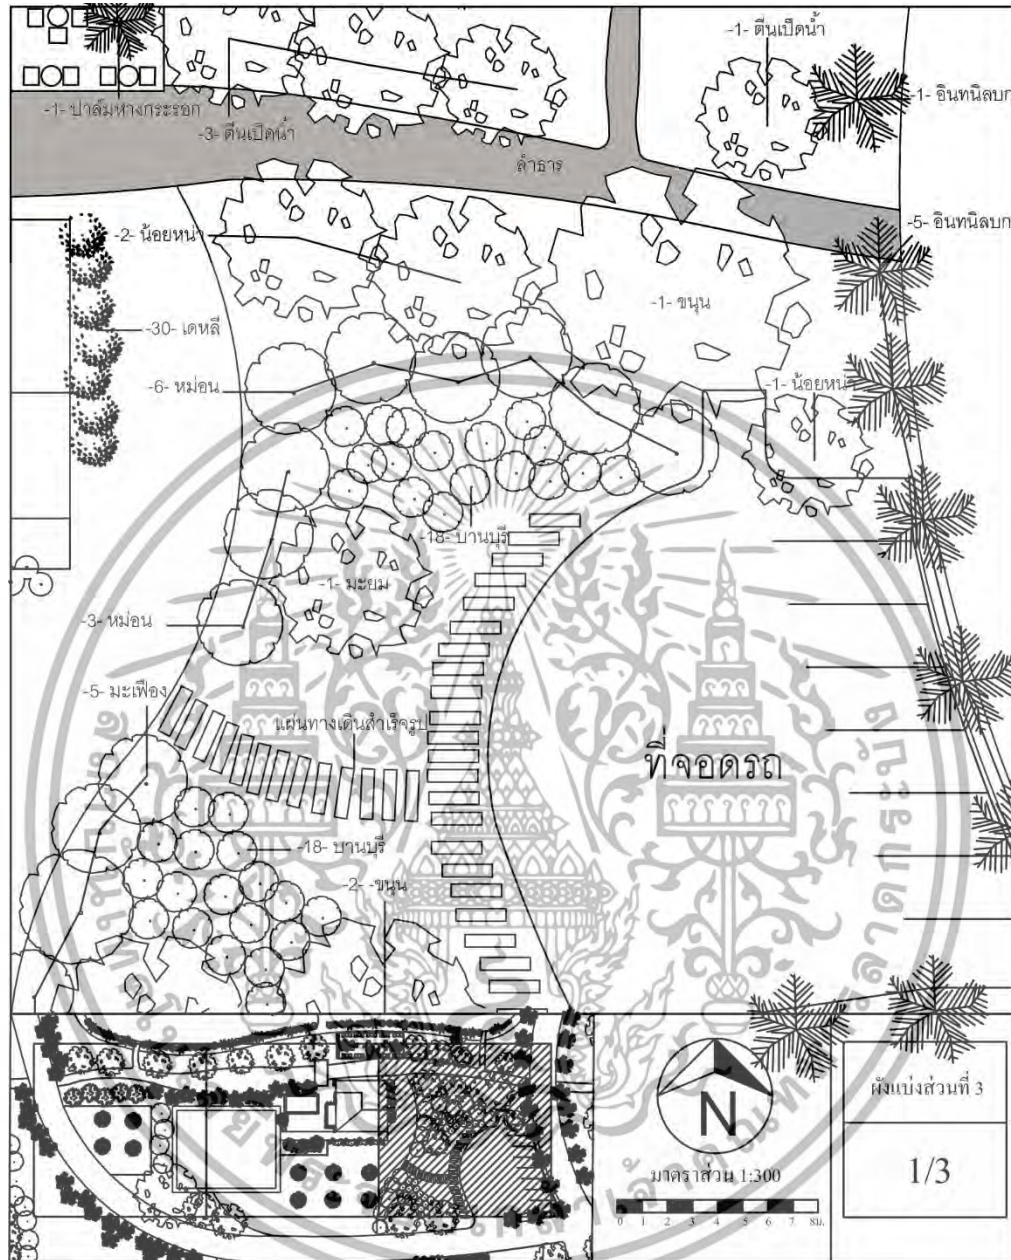 -1- ตีนเป็ดน้ำ
-1- อินทนิลบก
-1- ปาล์มหางกระรอก
-3- ตีนเป็ดน้ำ
ลำธาร
-5- อินทนิลบก
-2- น้อยหน่า
-1- ขนุน
-30- เดหลี
-6- หม่อน
-1- น้อยหน่า
-18- บานบุรี
-1- มะยม
-3- หม่อน
-5- มะเฟือง
แผ่นทางเดินสำเร็จรูป
ที่จอดรถ
-18- บานบุรี
-2- -ขนุน
N
ผังแบ่งส่วนที่ 3
มาตราส่วน 1:300
1/3
0 1 2 3 4 5 6 7 8ม.